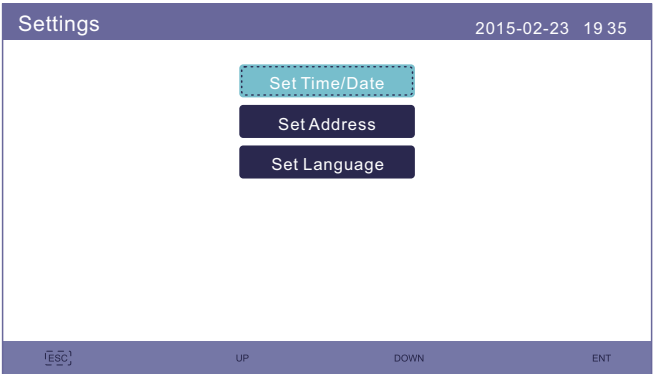 Settings 2015-02-23 19 35
Set Time/Date
Set Address
Set Language
ESC UP DOWN ENT